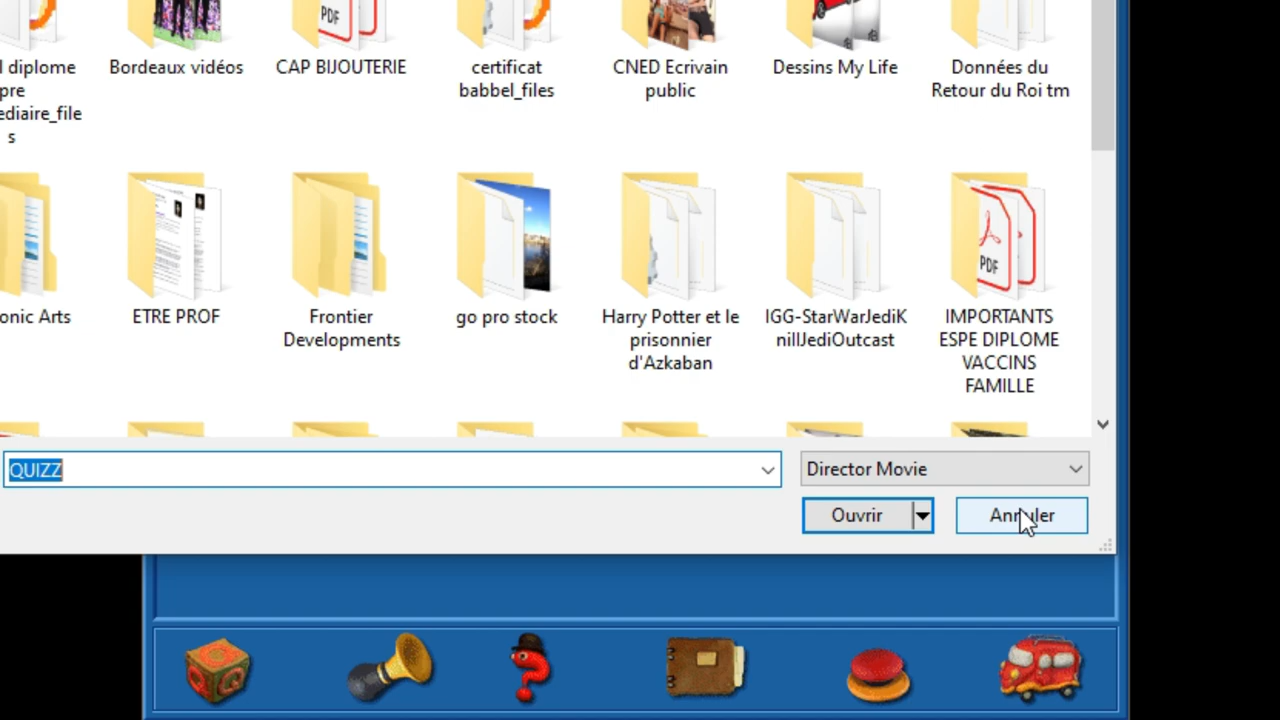 l diplome
pre
ediaire_file
s
Bordeaux vidéos
PDF
CAP BIJOUTERIE
certificat
babbel_files
CNED Ecrivain
public
Dessins My Life
Données du
Retour du Roi tm
onic Arts
ETRE PROF
Frontier
Developments
go pro stock
Harry Potter et le
prisonnier
d'Azkaban
IGG-StarWarJediK
nillJediOutcast
PDF
IMPORTANTS
ESPE DIPLOME
VACCINS
FAMILLE
QUIZZ
Director Movie
Ouvrir
Annuler
Q Q